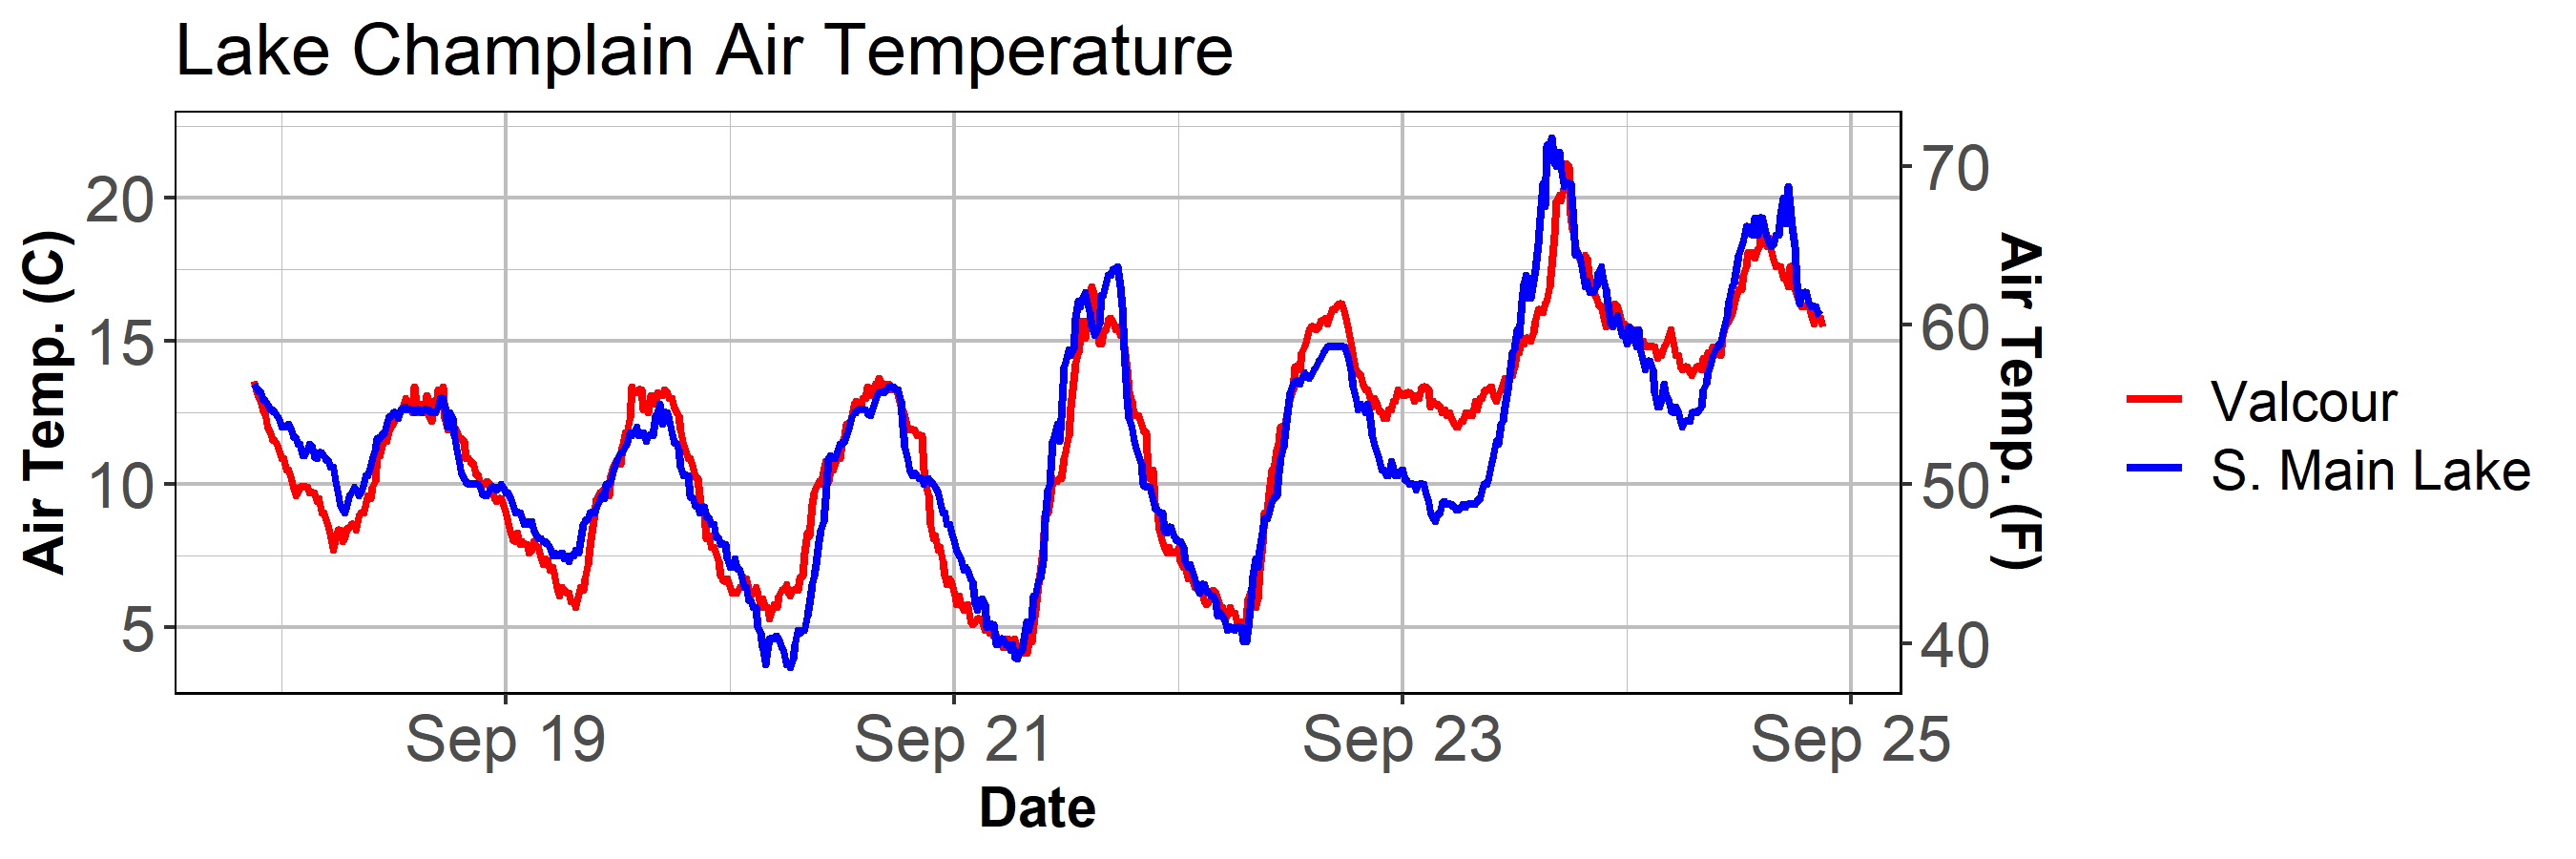 Lake Champlain Air Temperature
Air Temp. (C)
20
15
10
5
70
60
50
40
Air Temp. (F)
Sep 19
Sep 21
Sep 23
Sep 25
Date
Valcour
S. Main Lake